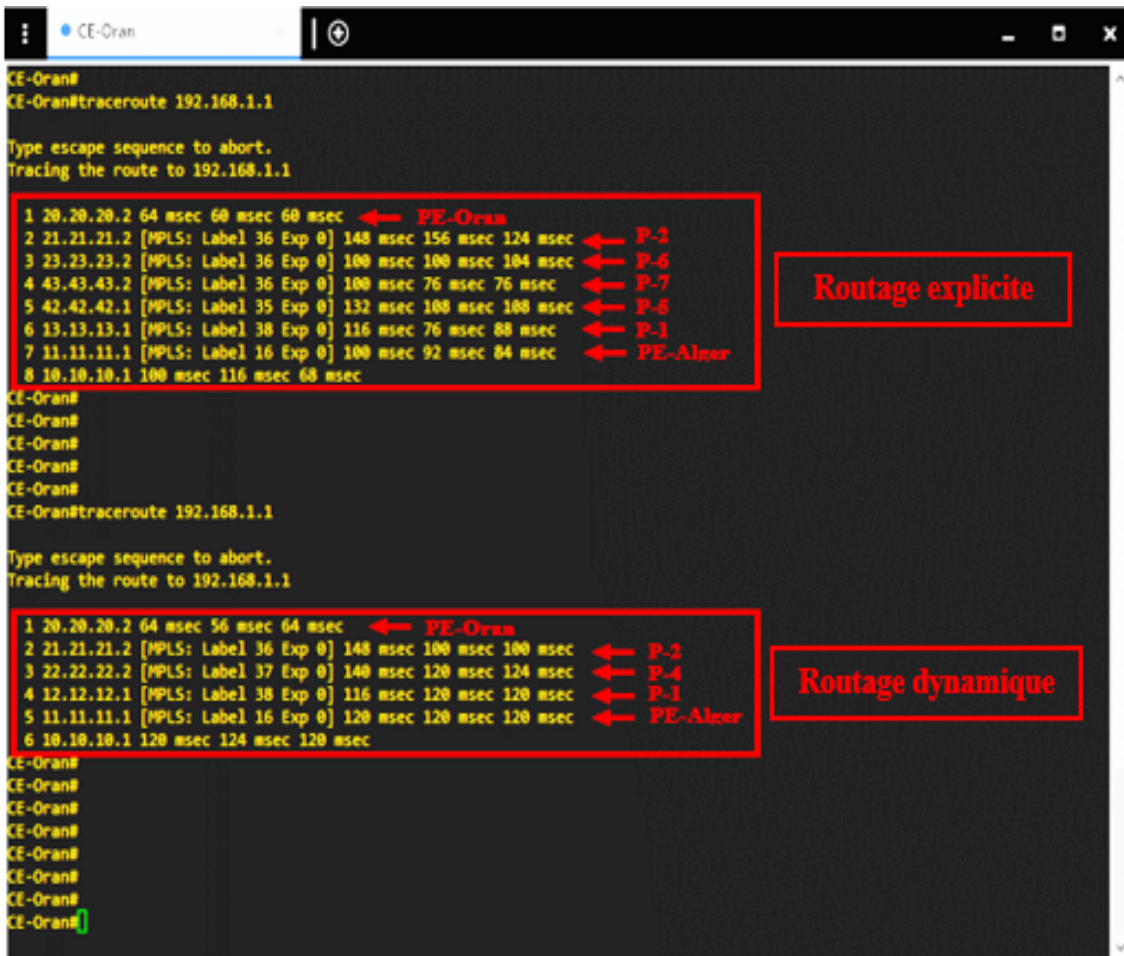 CE-Oran
CE-Oran#
CE-Oran#traceroute 192.168.1.1
Type escape sequence to abort.
Tracing the route to 192.168.1.1
1 20.20.20.2 64 msec 60 msec 60 msec PE-Oran
2 21.21.21.2 [MPLS: Label 36 Exp 0] 148 msec 156 msec 124 msec P-2
3 23.23.23.2 [MPLS: Label 36 Exp 0] 100 msec 100 msec 104 msec P-6
4 43.43.43.2 [MPLS: Label 36 Exp 0] 100 msec 76 msec 76 msec P-7
5 42.42.42.1 [MPLS: Label 35 Exp 0] 132 msec 108 msec 108 msec P-5
6 13.13.13.1 [MPLS: Label 38 Exp 0] 116 msec 76 msec 88 msec P-1
7 11.11.11.1 [MPLS: Label 16 Exp 0] 100 msec 92 msec 84 msec PE-Alger
8 10.10.10.1 100 msec 116 msec 68 msec
Routage explicite
CE-Oran#
CE-Oran#
CE-Oran#
CE-Oran#
CE-Oran#
CE-Oran#traceroute 192.168.1.1
Type escape sequence to abort.
Tracing the route to 192.168.1.1
1 20.20.20.2 64 msec 56 msec 64 msec PE-Oran
2 21.21.21.2 [MPLS: Label 36 Exp 0] 148 msec 100 msec 100 msec P-2
3 22.22.22.2 [MPLS: Label 37 Exp 0] 140 msec 120 msec 124 msec P-4
4 12.12.12.1 [MPLS: Label 38 Exp 0] 116 msec 120 msec 120 msec P-1
5 11.11.11.1 [MPLS: Label 16 Exp 0] 120 msec 120 msec 120 msec PE-Alger
6 10.10.10.1 120 msec 124 msec 120 msec
Routage dynamique
CE-Oran#
CE-Oran#
CE-Oran#
CE-Oran#
CE-Oran#
CE-Oran#
CE-Oran#
CE-Oran#